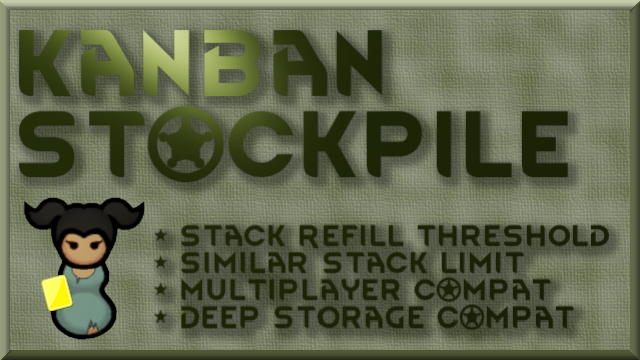 KANBAN
STOCKPILE
★ STACK REFILL THRESHOLD
★ SIMILAR STACK LIMIT
★ MULTIPLAYER COMPAT
★ DEEP STORAGE COMPAT